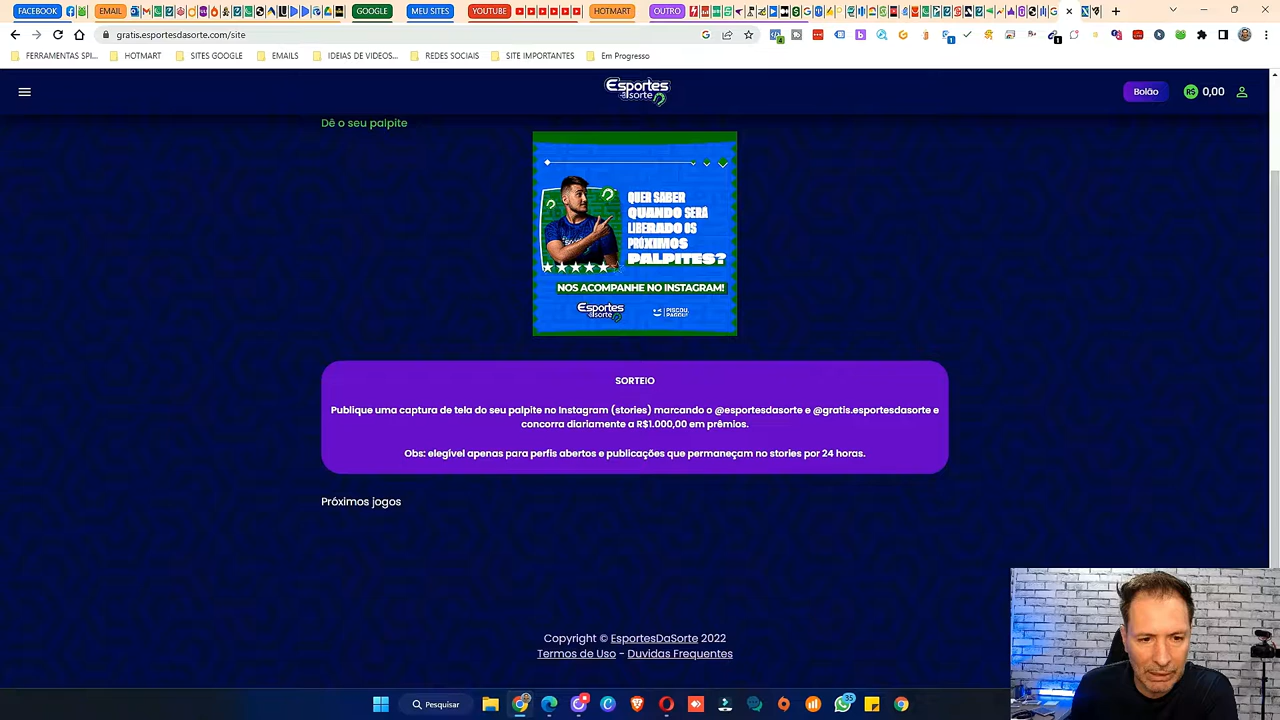 FACEBOOK
EMAIL
GOOGLE
MEU SITES
YOUTUBE
HOTMART
OUTRO
gratis.esportesdasorte.com/site
FERRAMENTAS SPI...
HOTMART
SITES GOOGLE
EMAILS
IDEIAS DE VIDEOS...
REDES SOCIAIS
SITE IMPORTANTES
Em Progresso
Esportes da Sorte
Bolão
R$ 0,00
Dê o seu palpite
QUER SABER
QUANDO SERÁ
LIBERADO OS
PRÓXIMOS
PALPITES?
NOS ACOMPANHE NO INSTAGRAM!
Esportes da Sorte
PISCOU,
PAGOU!
SORTEIO
Publique uma captura de tela do seu palpite no Instagram (stories) marcando o @esportesdasorte e @gratis.esportesdasorte e
concorra diariamente a R$1.000,00 em prêmios.
Obs: elegível apenas para perfis abertos e publicações que permaneçam no stories por 24 horas.
Próximos jogos
Copyright © EsportesDaSorte 2022
Termos de Uso - Duvidas Frequentes
Pesquisar
35